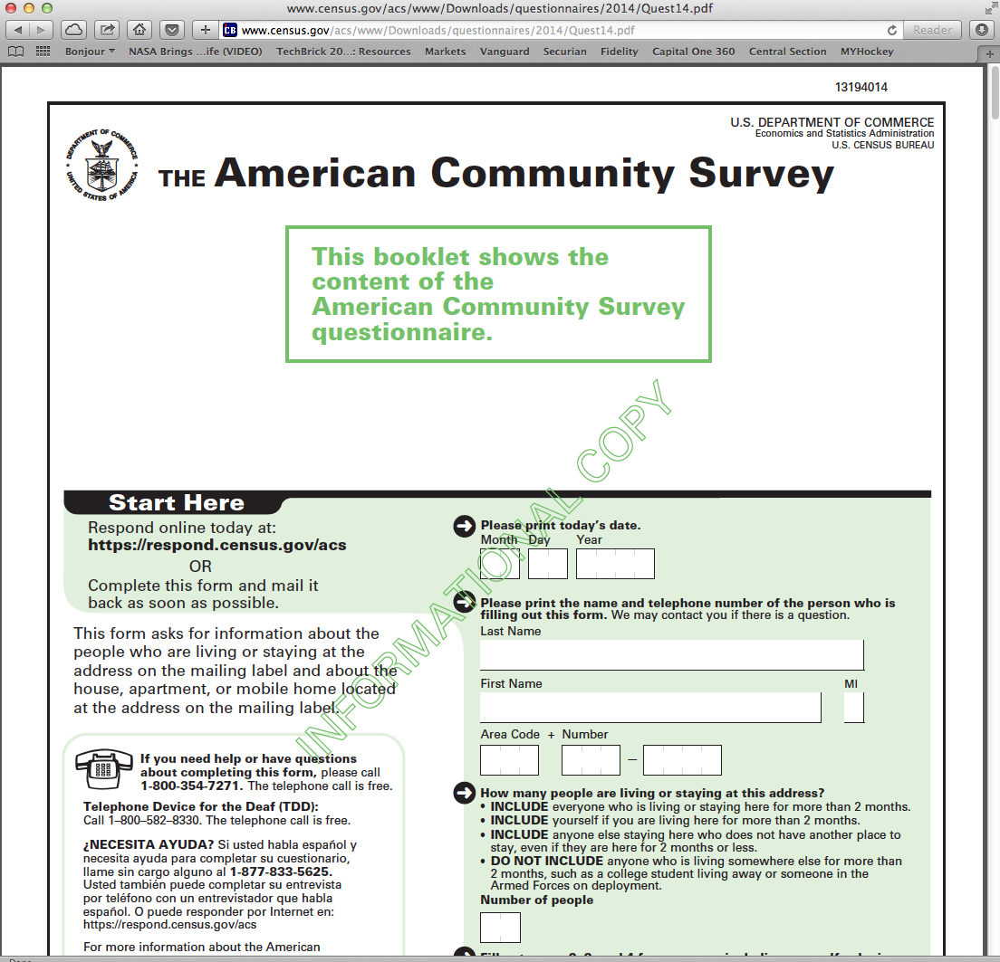 www.census.gov/acs/www/Downloads/questionnaires/2014/Quest14.pdf
www.census.gov/acs/www/Downloads/questionnaires/2014/Quest14.pdf
Reader
Bonjour NASA Brings ...ife (VIDEO) TechBrick 20...: Resources Markets Vanguard Securian Fidelity Capital One 360 Central Section MYHockey
13194014
U.S. DEPARTMENT OF COMMERCE
Economics and Statistics Administration
U.S. CENSUS BUREAU
DEPARTMENT OF COMMERCE
UNITED STATES OF AMERICA
THE American Community Survey
This booklet shows the
content of the
American Community Survey
questionnaire.
INFORMATIONAL COPY
Start Here
Respond online today at:
https://respond.census.gov/acs
OR
Complete this form and mail it
back as soon as possible.
This form asks for information about the
people who are living or staying at the
address on the mailing label and about the
house, apartment, or mobile home located
at the address on the mailing label.
If you need help or have questions
about completing this form, please call
1-800-354-7271. The telephone call is free.
Telephone Device for the Deaf (TDD):
Call 1–800–582–8330. The telephone call is free.
¿NECESITA AYUDA? Si usted habla español y
necesita ayuda para completar su cuestionario,
llame sin cargo alguno al 1-877-833-5625.
Usted también puede completar su entrevista
por teléfono con un entrevistador que habla
español. O puede responder por Internet en:
https://respond.census.gov/acs
For more information about the American
Please print today's date.
Month Day Year
Please print the name and telephone number of the person who is
filling out this form. We may contact you if there is a question.
Last Name
First Name MI
Area Code + Number
–
How many people are living or staying at this address?
• INCLUDE everyone who is living or staying here for more than 2 months.
• INCLUDE yourself if you are living here for more than 2 months.
• INCLUDE anyone else staying here who does not have another place to
stay, even if they are here for 2 months or less.
• DO NOT INCLUDE anyone who is living somewhere else for more than
2 months, such as a college student living away or someone in the
Armed Forces on deployment.
Number of people